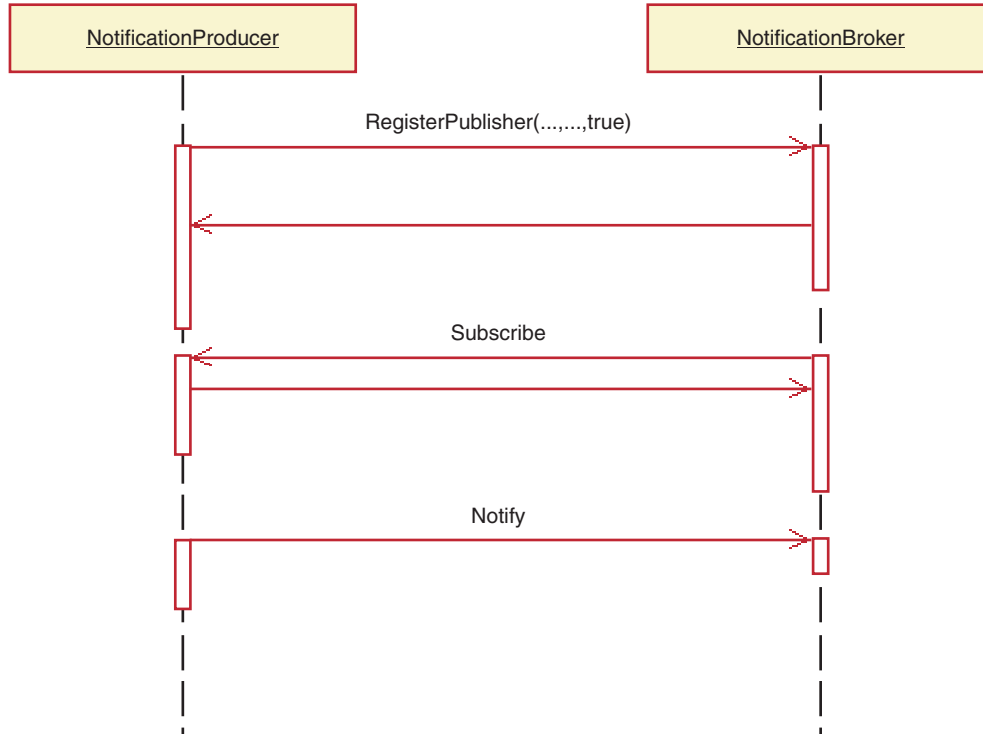 NotificationProducer
NotificationBroker
RegisterPublisher(...,...,true)
Subscribe
Notify